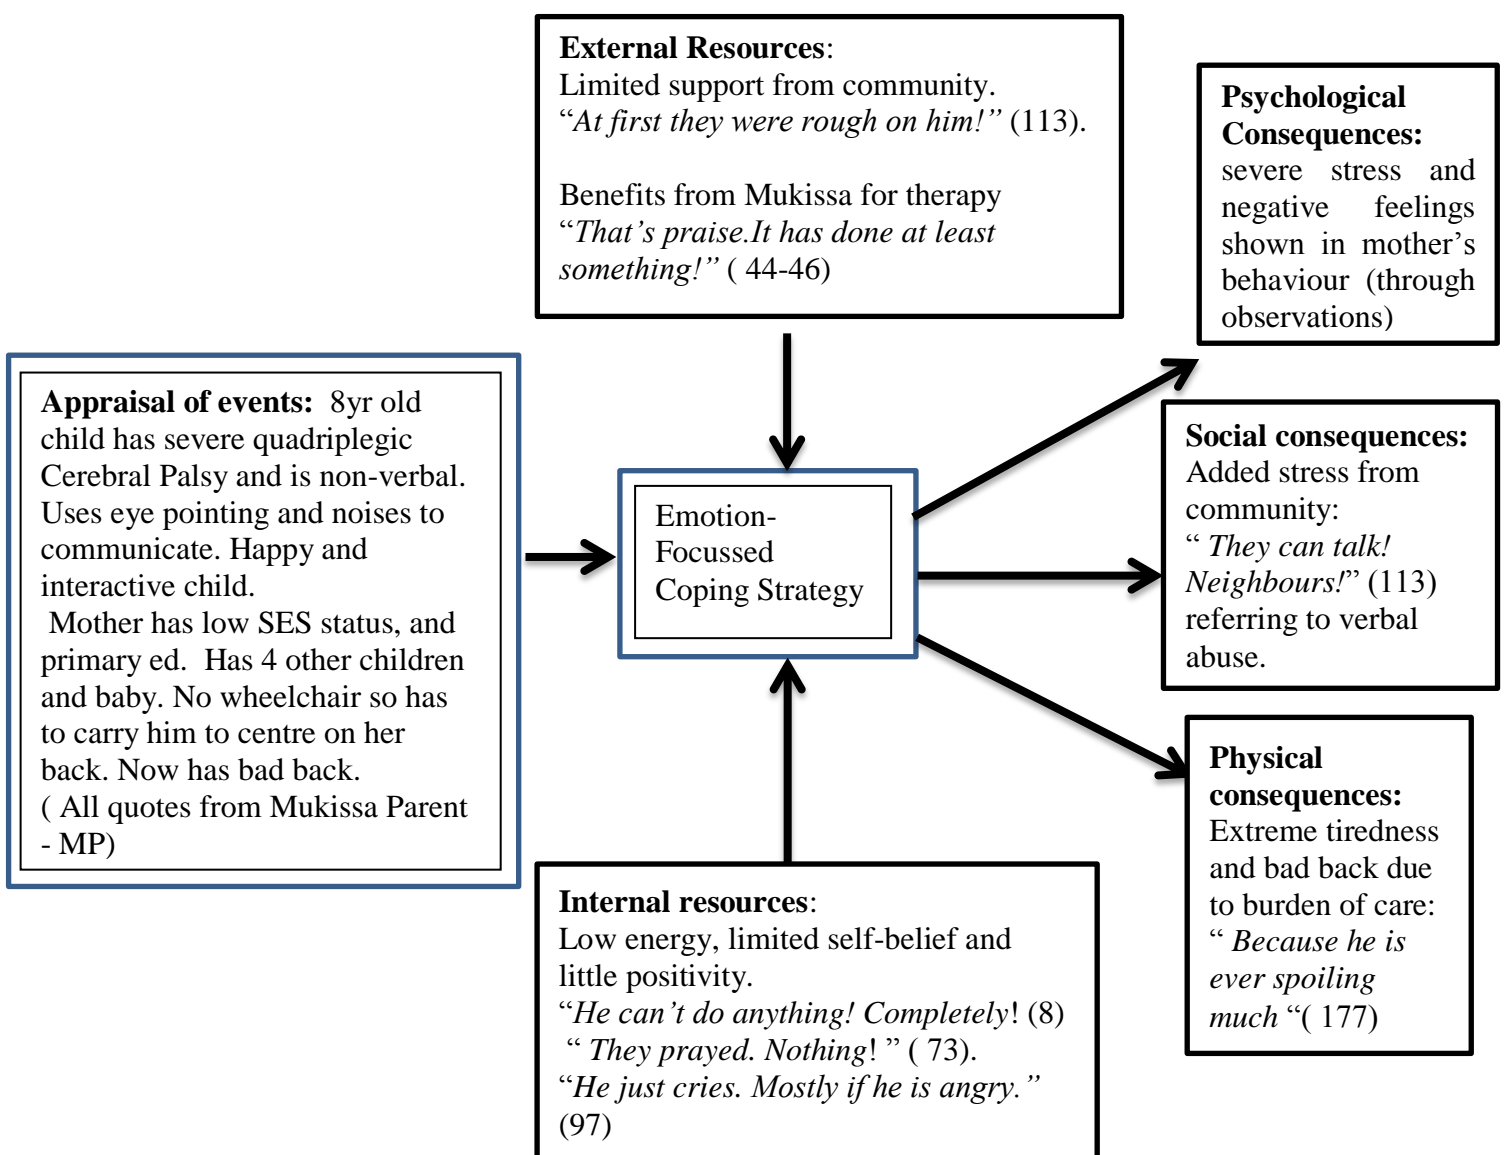 External Resources:
Limited support from community.
“At first they were rough on him!” (113).
Benefits from Mukissa for therapy
“That’s praise.It has done at least
something!” ( 44-46)
Psychological
Consequences:
severe stress and
negative feelings
shown in mother’s
behaviour (through
observations)
Appraisal of events: 8yr old
child has severe quadriplegic
Cerebral Palsy and is non-verbal.
Uses eye pointing and noises to
communicate. Happy and
interactive child.
Mother has low SES status, and
primary ed. Has 4 other children
and baby. No wheelchair so has
to carry him to centre on her
back. Now has bad back.
( All quotes from Mukissa Parent
- MP)
Emotion-
Focussed
Coping Strategy
Social consequences:
Added stress from
community:
“ They can talk!
Neighbours!” (113)
referring to verbal
abuse.
Physical
consequences:
Extreme tiredness
and bad back due
to burden of care:
“ Because he is
ever spoiling
much “( 177)
Internal resources:
Low energy, limited self-belief and
little positivity.
“He can’t do anything! Completely! (8)
“ They prayed. Nothing! ” ( 73).
“He just cries. Mostly if he is angry.”
(97)